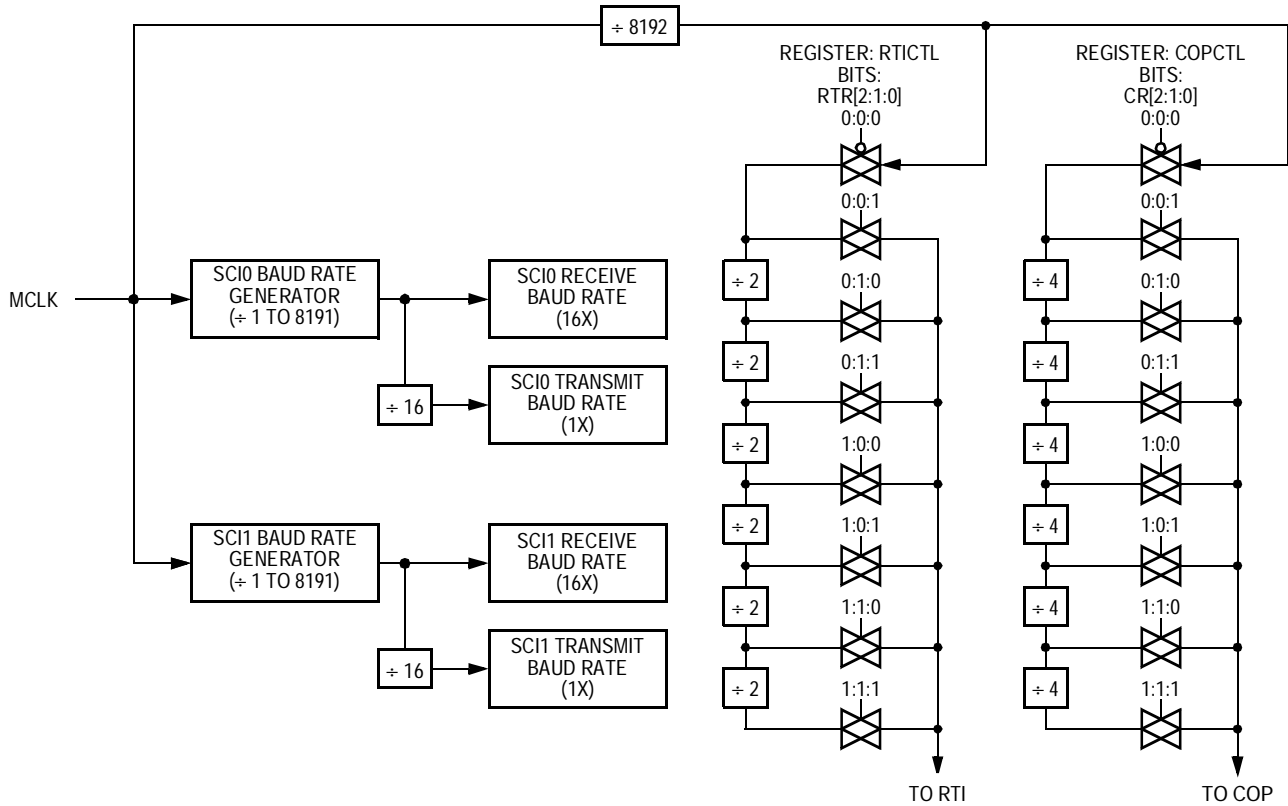 ÷ 8192
REGISTER: RTICTL
BITS:
RTR[2:1:0]
0:0:0
0:0:1
÷ 2
0:1:0
÷ 2
0:1:1
÷ 2
1:0:0
÷ 2
1:0:1
÷ 2
1:1:0
÷ 2
1:1:1
TO RTI
REGISTER: COPCTL
BITS:
CR[2:1:0]
0:0:0
0:0:1
÷ 4
0:1:0
÷ 4
0:1:1
÷ 4
1:0:0
÷ 4
1:0:1
÷ 4
1:1:0
÷ 4
1:1:1
TO COP
MCLK
SCI0 BAUD RATE
GENERATOR
(÷ 1 TO 8191)
SCI0 RECEIVE
BAUD RATE
(16X)
÷ 16
SCI0 TRANSMIT
BAUD RATE
(1X)
SCI1 BAUD RATE
GENERATOR
(÷ 1 TO 8191)
SCI1 RECEIVE
BAUD RATE
(16X)
÷ 16
SCI1 TRANSMIT
BAUD RATE
(1X)